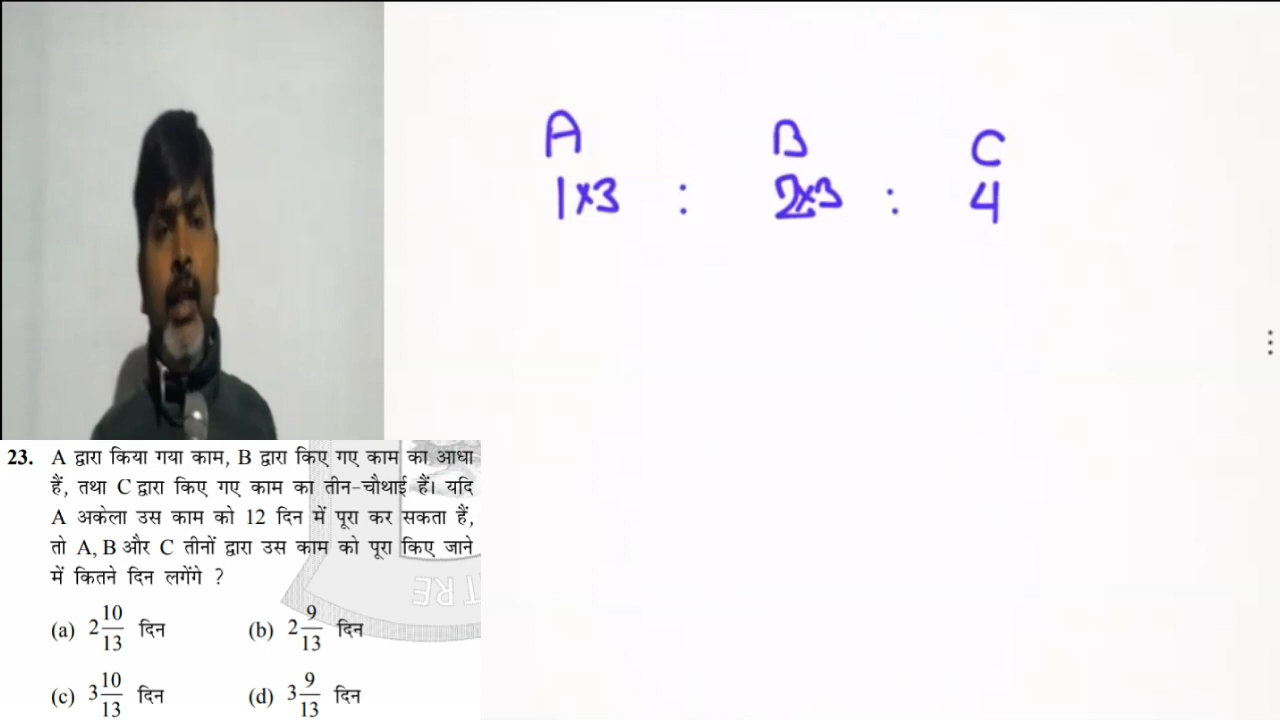 A B C
1×3 : 2×3 : 4
23. A द्वारा किया गया काम, B द्वारा किए गए काम का आधा
हैं, तथा C द्वारा किए गए काम का तीन-चौथाई हैं। यदि
A अकेला उस काम को 12 दिन में पूरा कर सकता हैं,
तो A, B और C तीनों द्वारा उस काम को पूरा किए जाने
में कितने दिन लगेंगे ?
(a) 2 10/13 दिन (b) 2 9/13 दिन
(c) 3 10/13 दिन (d) 3 9/13 दिन